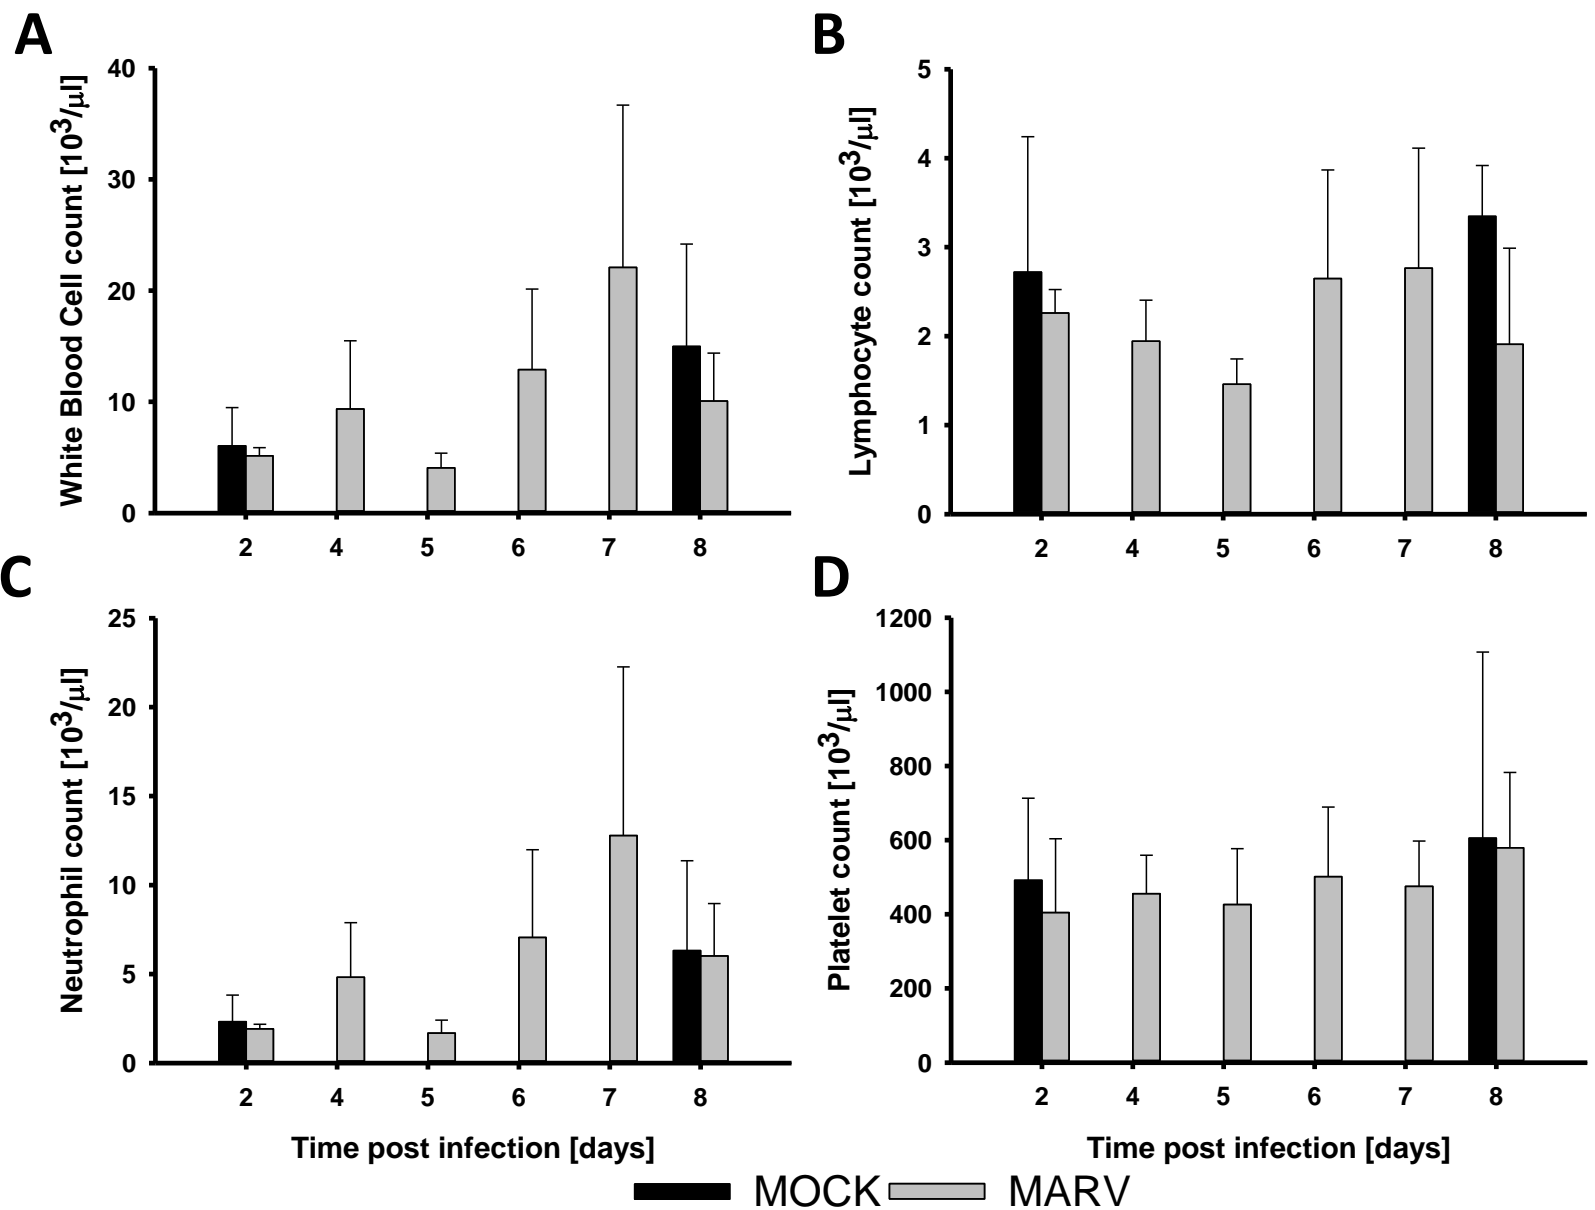 A
White Blood Cell count [10³/μl]
40
30
20
10
0
2 4 5 6 7 8
B
Lymphocyte count [10³/μl]
5
4
3
2
1
0
2 4 5 6 7 8
C
Neutrophil count [10³/μl]
25
20
15
10
5
0
2 4 5 6 7 8
Time post infection [days]
D
Platelet count [10³/μl]
1200
1000
800
600
400
200
0
2 4 5 6 7 8
Time post infection [days]
MOCK MARV